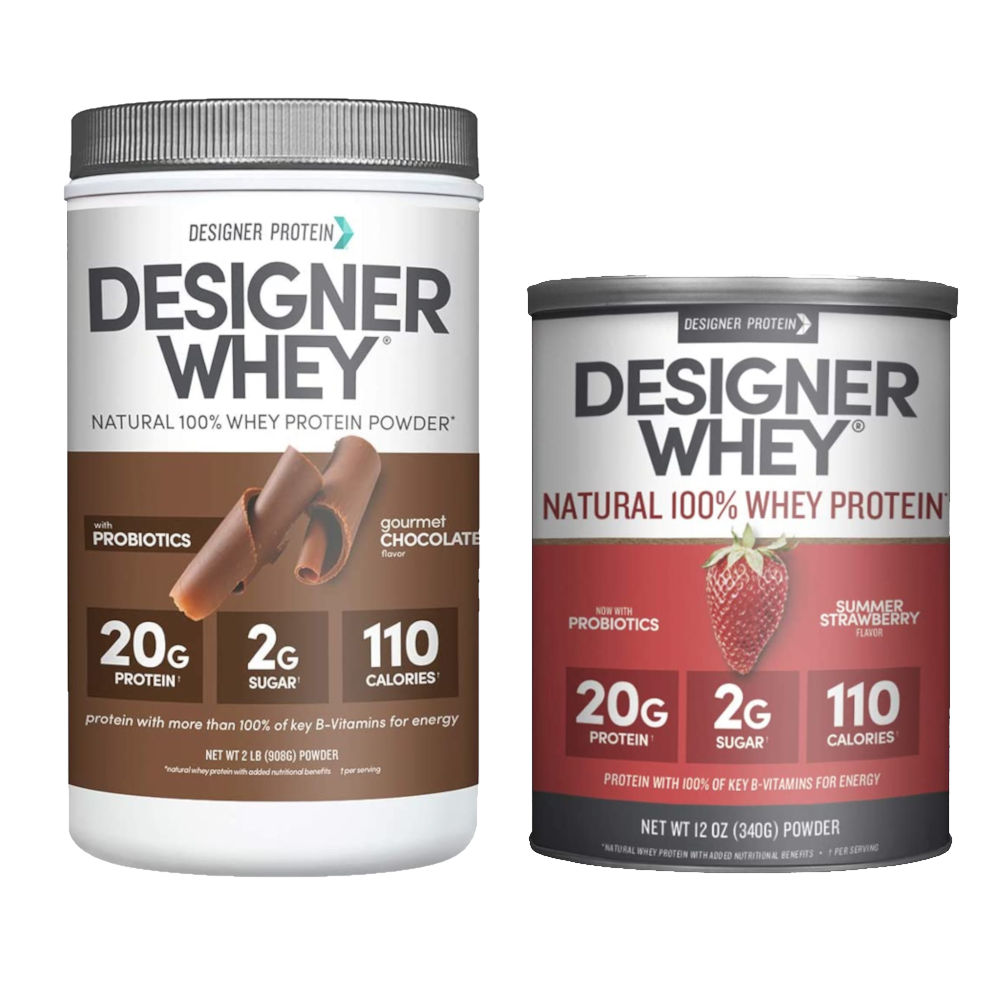 DESIGNER PROTEIN
DESIGNER
WHEY®
NATURAL 100% WHEY PROTEIN POWDER*
with
PROBIOTICS
gourmet
CHOCOLATE
flavor
20G
PROTEIN†
2G
SUGAR†
110
CALORIES†
protein with more than 100% of key B-Vitamins for energy
NET WT 2 LB (908G) POWDER
*natural whey protein with added nutritional benefits †per serving
DESIGNER PROTEIN
DESIGNER
WHEY®
NATURAL 100% WHEY PROTEIN*
NOW WITH
PROBIOTICS
SUMMER
STRAWBERRY
FLAVOR
20G
PROTEIN†
2G
SUGAR†
110
CALORIES†
PROTEIN WITH 100% OF KEY B-VITAMINS FOR ENERGY
NET WT 12 OZ (340G) POWDER
*NATURAL WHEY PROTEIN WITH ADDED NUTRITIONAL BENEFITS • † PER SERVING